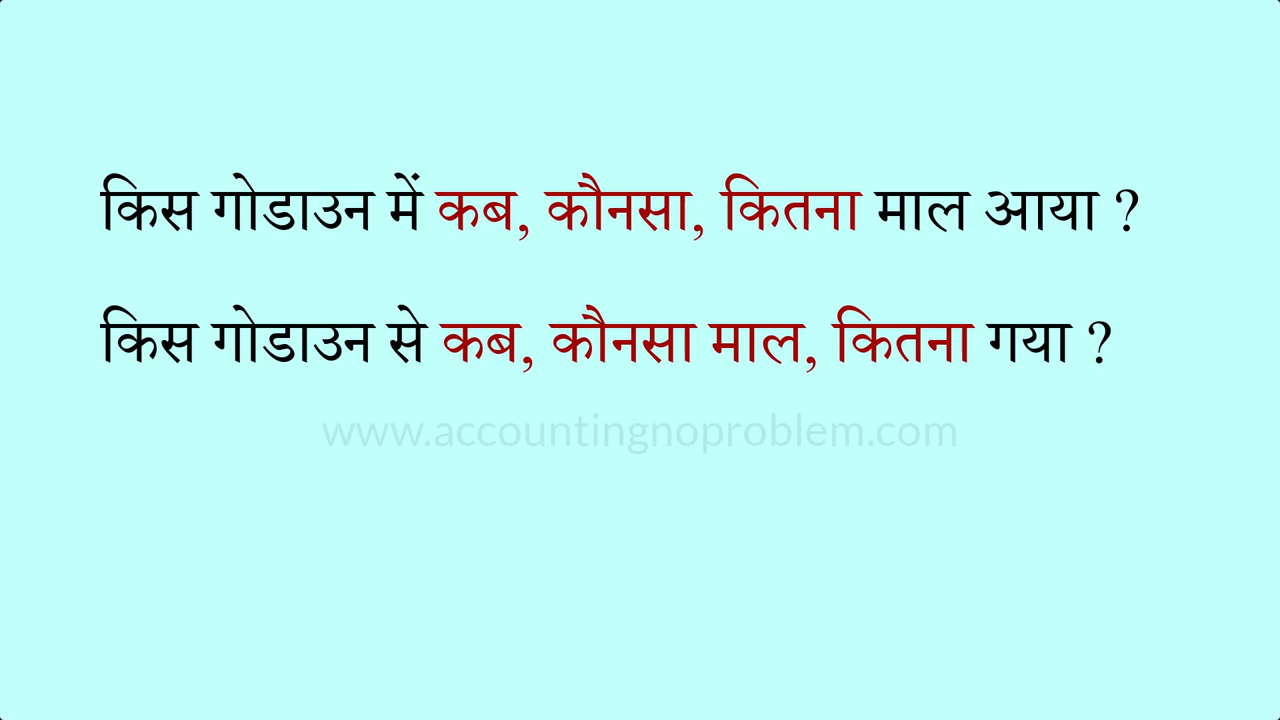 किस गोडाउन में कब, कौनसा, कितना माल आया ?
किस गोडाउन से कब, कौनसा माल, कितना गया ?
www.accountingnoproblem.com